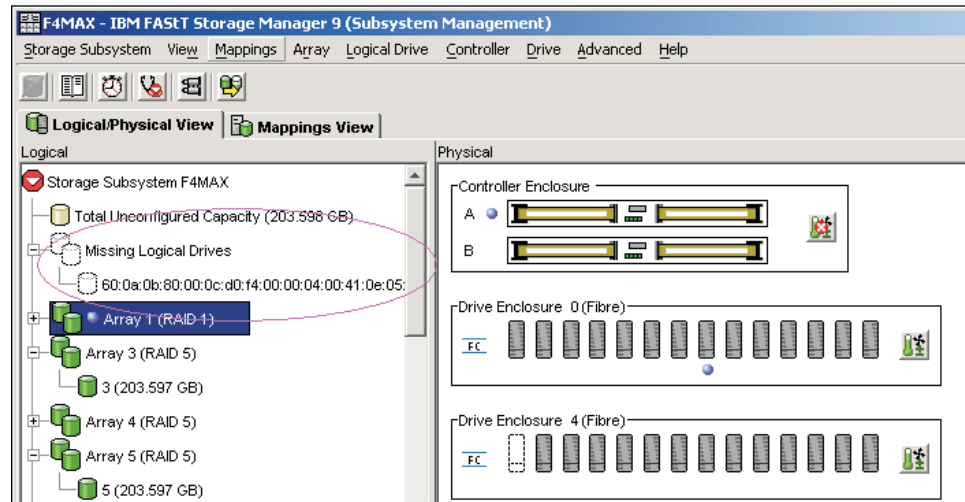 F4MAX - IBM FAStT Storage Manager 9 (Subsystem Management)
Storage Subsystem View Mappings Array Logical Drive Controller Drive Advanced Help
Logical/Physical View Mappings View
Logical
Storage Subsystem F4MAX
Total Unconfigured Capacity (203.598 GB)
Missing Logical Drives
60:0a:0b:80:00:0c:d0:f4:00:00:04:00:41:0e:05:
Array 1 (RAID 1)
Array 3 (RAID 5)
3 (203.597 GB)
Array 4 (RAID 5)
Array 5 (RAID 5)
5 (203.597 GB)
Physical
Controller Enclosure
A
B
Drive Enclosure 0 (Fibre)
FC
Drive Enclosure 4 (Fibre)
FC